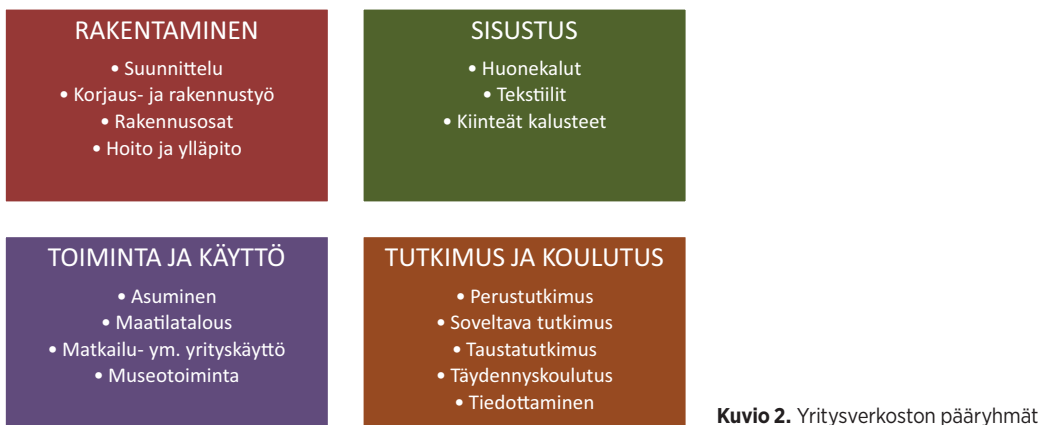 RAKENTAMINEN
• Suunnittelu
• Korjaus- ja rakennustyö
• Rakennusosat
• Hoito ja ylläpito
SISUSTUS
• Huonekalut
• Tekstiilit
• Kiinteät kalusteet
TOIMINTA JA KÄYTTÖ
• Asuminen
• Maatilatalous
• Matkailu- ym. yrityskäyttö
• Museotoiminta
TUTKIMUS JA KOULUTUS
• Perustutkimus
• Soveltava tutkimus
• Taustatutkimus
• Täydennyskoulutus
• Tiedottaminen
Kuvio 2. Yritysverkoston pääryhmät